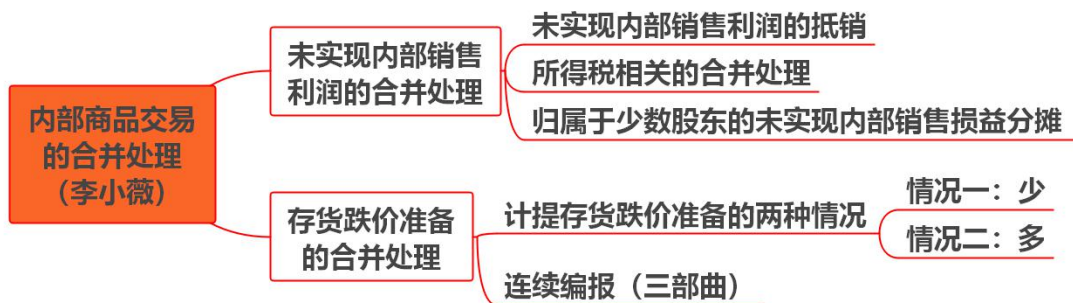 内部商品交易
的合并处理
（李小薇）
未实现内部销售
利润的合并处理
未实现内部销售利润的抵销
所得税相关的合并处理
归属于少数股东的未实现内部销售损益分摊
存货跌价准备
的合并处理
计提存货跌价准备的两种情况
情况一：少
情况二：多
连续编报（三部曲）